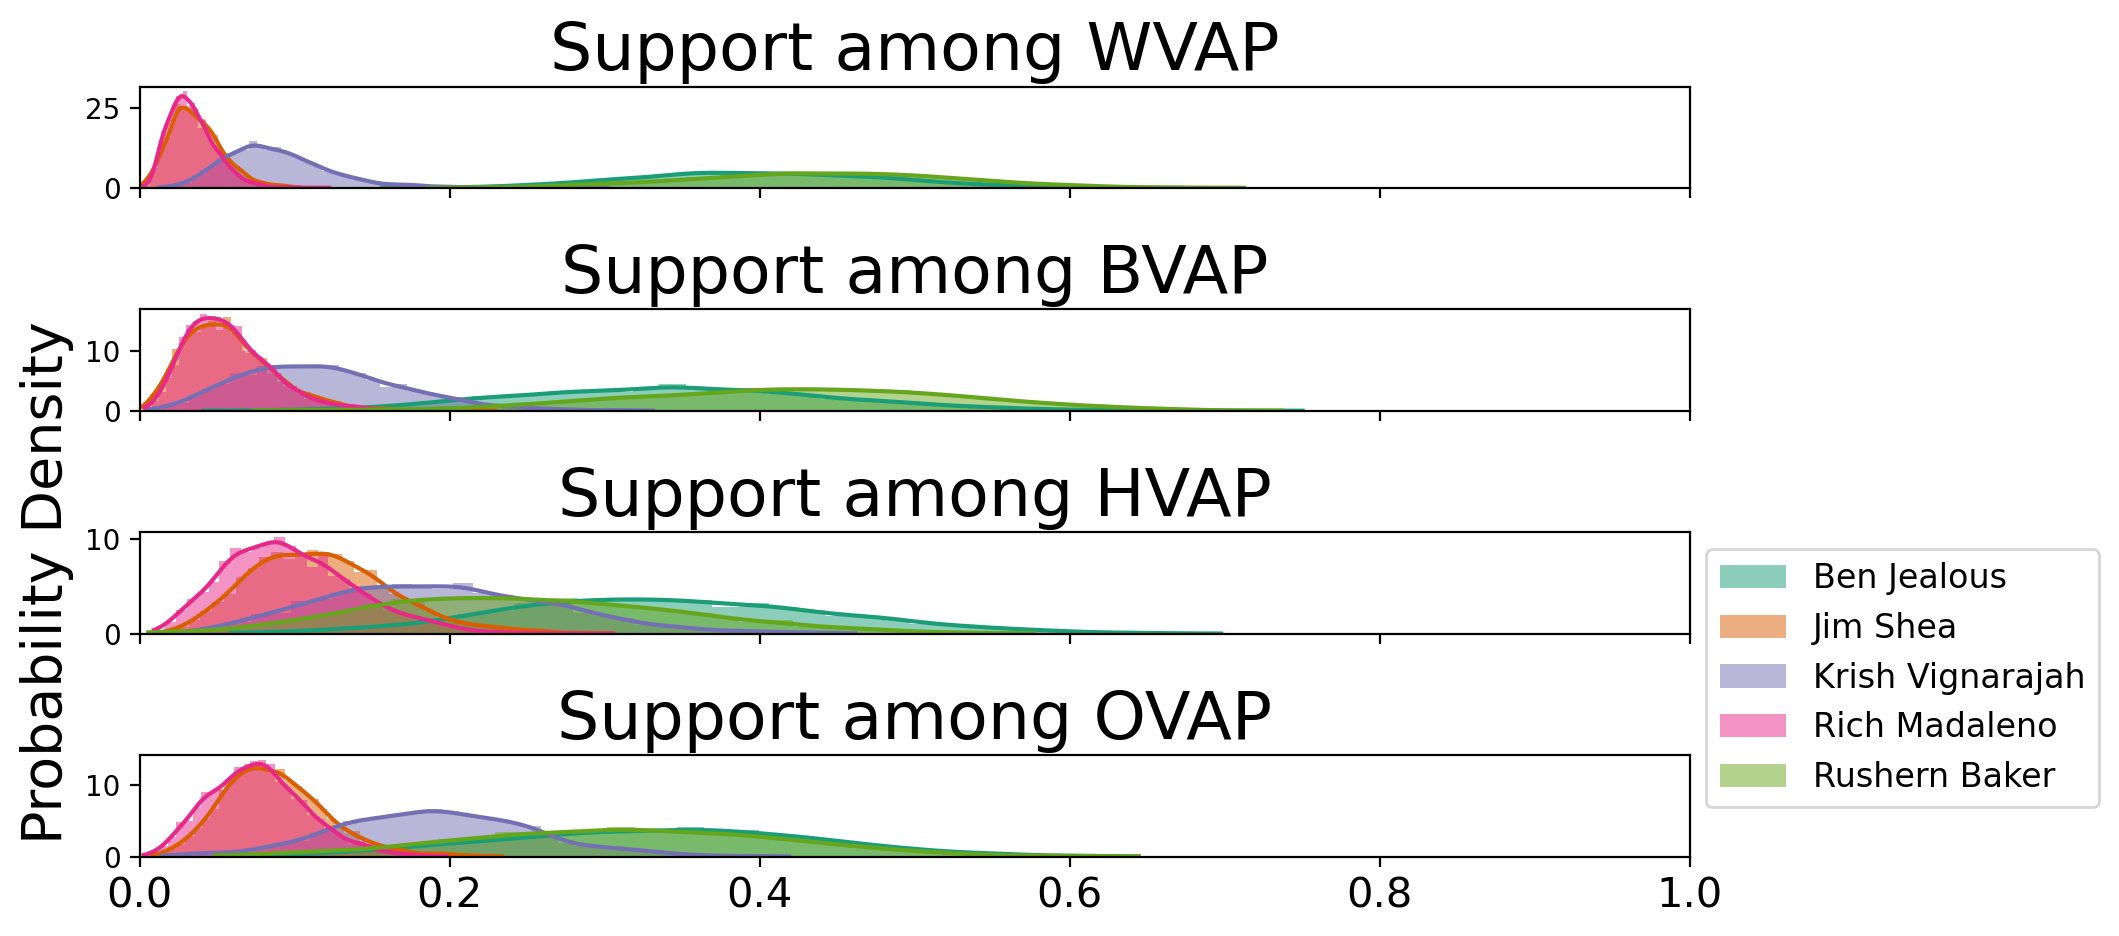 Support among WVAP
25
0
Support among BVAP
10
0
Support among HVAP
10
0
Support among OVAP
10
0
0.0 0.2 0.4 0.6 0.8 1.0
Probability Density
Ben Jealous
Jim Shea
Krish Vignarajah
Rich Madaleno
Rushern Baker